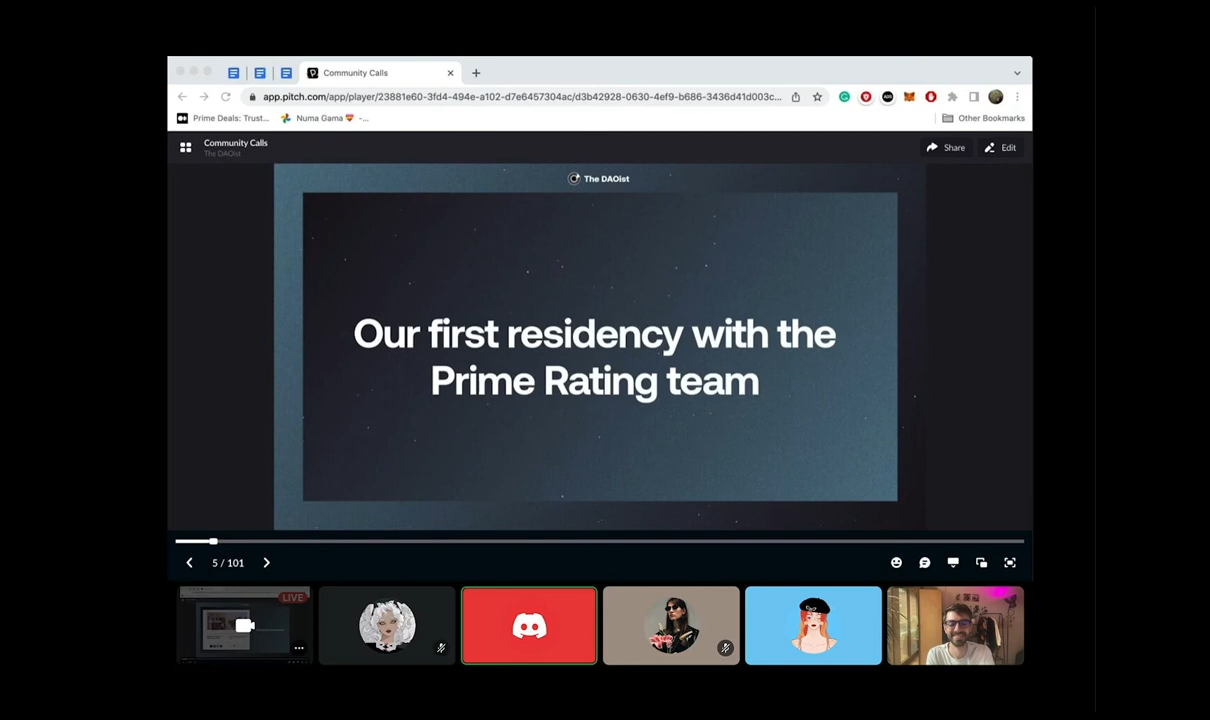 Community Calls
app.pitch.com/app/player/23881e60-3fd4-494e-a102-d7e6457304ac/d3b42928-0630-4ef9-b686-3436d41d003c...
Prime Deals: Trust...
Numa Gama 💝 -...
Other Bookmarks
Community Calls
The DAOist
Share
Edit
The DAOist
Our first residency with the
Prime Rating team
5 / 101
LIVE